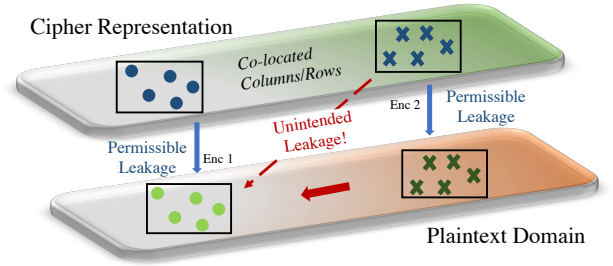 Cipher Representation
Co-located
Columns/Rows
Unintended
Leakage!
Enc 2
Permissible
Leakage
Permissible
Leakage
Enc 1
Plaintext Domain